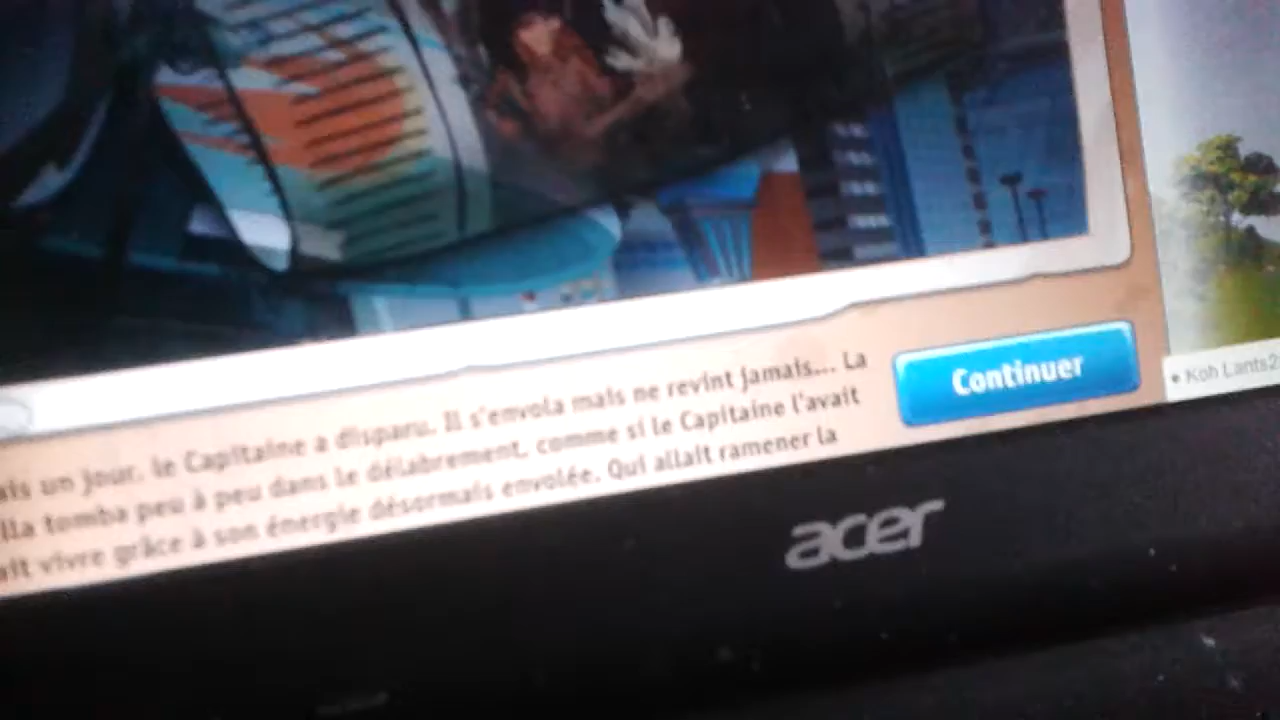 ais un jour, le Capitaine a disparu. Il s'envola mais ne revint jamais... La
lla tomba peu à peu dans le délabrement, comme si le Capitaine l'avait
ait vivre grâce à son énergie désormais envolée. Qui allait ramener la
Continuer
• Koh Lants2
acer